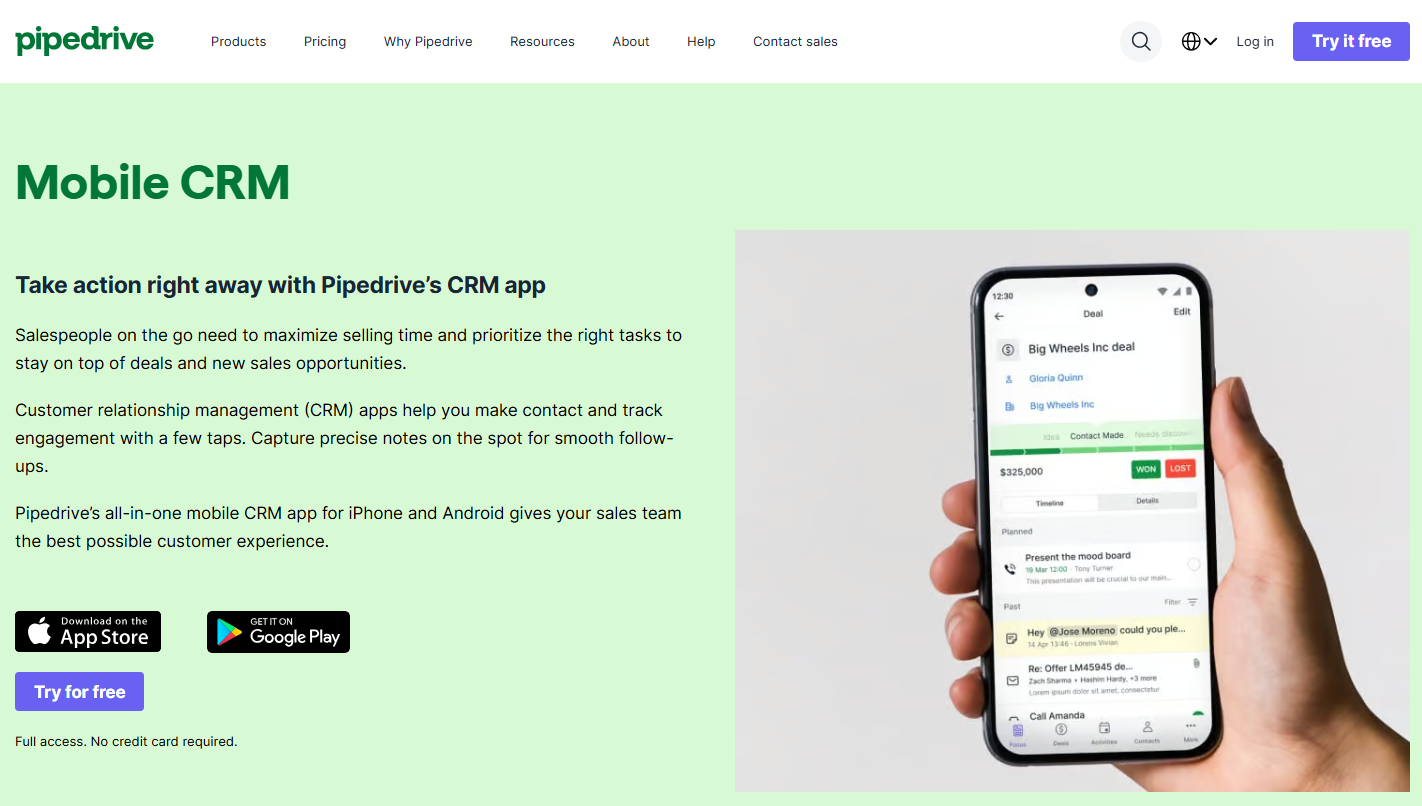 pipedrive
Products
Pricing
Why Pipedrive
Resources
About
Help
Contact sales
Log in
Try it free
Mobile CRM
Take action right away with Pipedrive’s CRM app
Salespeople on the go need to maximize selling time and prioritize the right tasks to
stay on top of deals and new sales opportunities.
Customer relationship management (CRM) apps help you make contact and track
engagement with a few taps. Capture precise notes on the spot for smooth follow-
ups.
Pipedrive’s all-in-one mobile CRM app for iPhone and Android gives your sales team
the best possible customer experience.
Download on the
App Store
GET IT ON
Google Play
Try for free
Full access. No credit card required.
12:30
Deal
Edit
Big Wheels Inc deal
Gloria Quinn
Big Wheels Inc
Idea
Contact Made
Needs discov
$325,000
WON
LOST
Timeline
Details
Planned
Present the mood board
19 Mar 12:00 · Tony Turner
This presentation will be crucial to our main...
Past
Filter
Hey @Jose Moreno could you ple...
14 Apr 13:46 · Lorens Vivian
Re: Offer LM45945 de...
Zach Sharma • Hashim Hardy, +3 more
Lorem ipsum dolor sit amet, consectetur
Call Amanda
Focus
Deals
Activities
Contacts
More